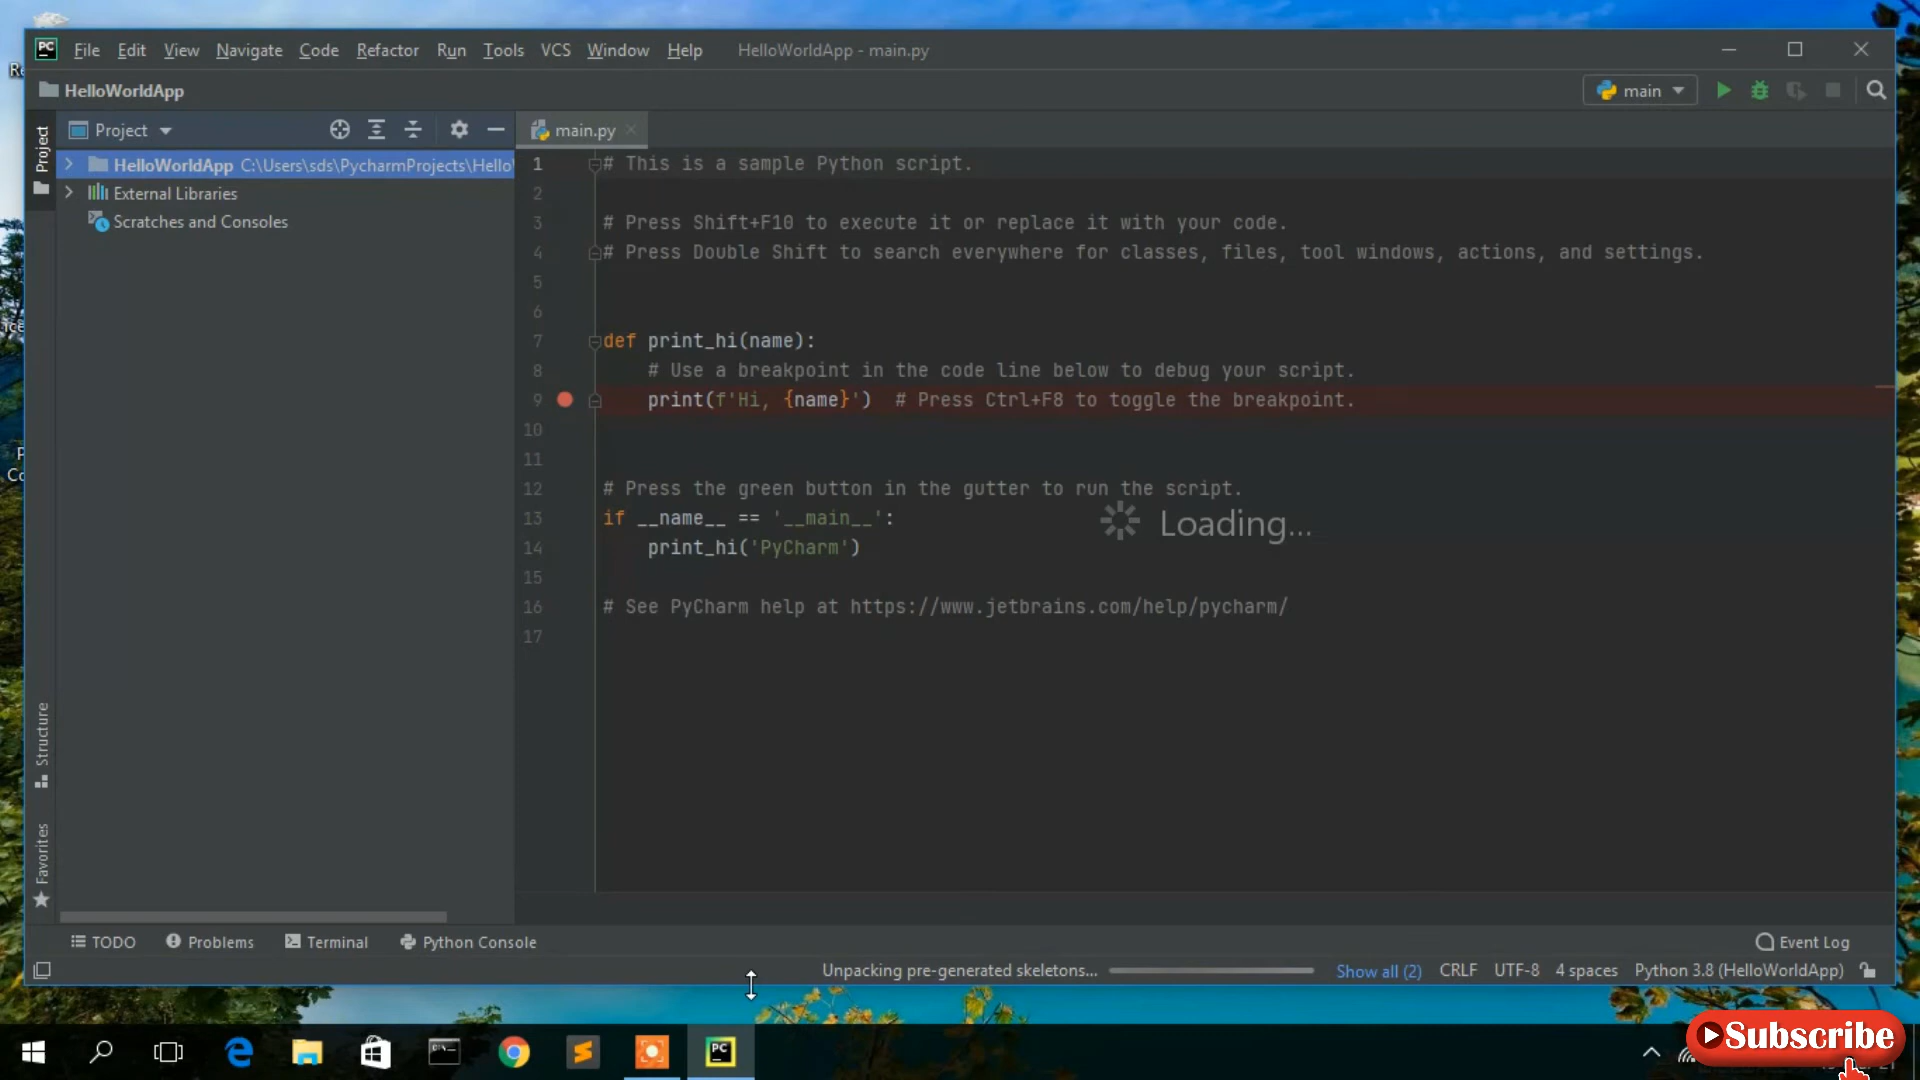 PC File Edit View Navigate Code Refactor Run Tools VCS Window Help HelloWorldApp - main.py
HelloWorldApp
main
Project
main.py
Project
HelloWorldApp C:\Users\sds\PycharmProjects\Hello
External Libraries
Scratches and Consoles
Structure
Favorites
1 # This is a sample Python script.
2
3 # Press Shift+F10 to execute it or replace it with your code.
4 # Press Double Shift to search everywhere for classes, files, tool windows, actions, and settings.
5
6
7 def print_hi(name):
8 # Use a breakpoint in the code line below to debug your script.
9 print(f'Hi, {name}') # Press Ctrl+F8 to toggle the breakpoint.
10
11
12 # Press the green button in the gutter to run the script.
13 if __name__ == '__main__':
14 print_hi('PyCharm')
15
16 # See PyCharm help at https://www.jetbrains.com/help/pycharm/
17
Loading...
TODO Problems Terminal Python Console Event Log
Unpacking pre-generated skeletons... Show all (2) CRLF UTF-8 4 spaces Python 3.8 (HelloWorldApp)
PC
Subscribe